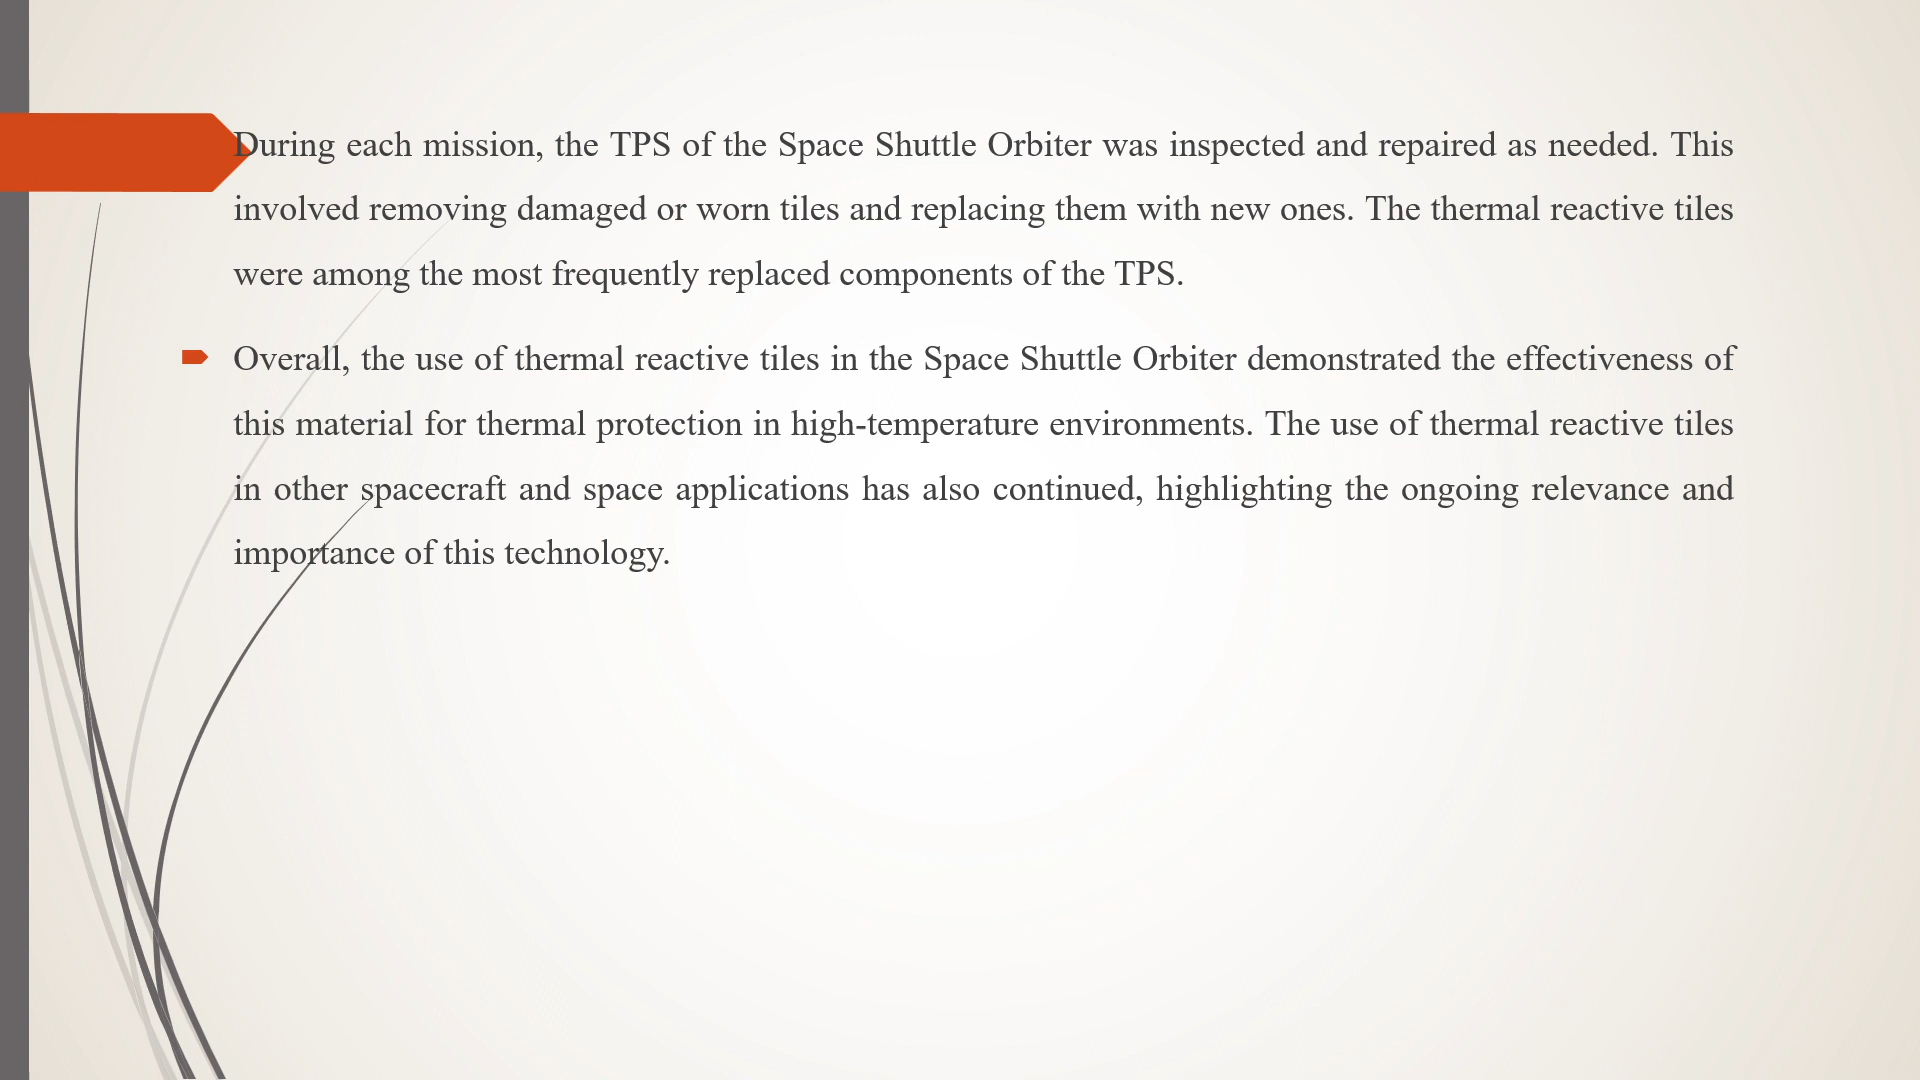 During each mission, the TPS of the Space Shuttle Orbiter was inspected and repaired as needed. This
involved removing damaged or worn tiles and replacing them with new ones. The thermal reactive tiles
were among the most frequently replaced components of the TPS.
Overall, the use of thermal reactive tiles in the Space Shuttle Orbiter demonstrated the effectiveness of
this material for thermal protection in high-temperature environments. The use of thermal reactive tiles
in other spacecraft and space applications has also continued, highlighting the ongoing relevance and
importance of this technology.